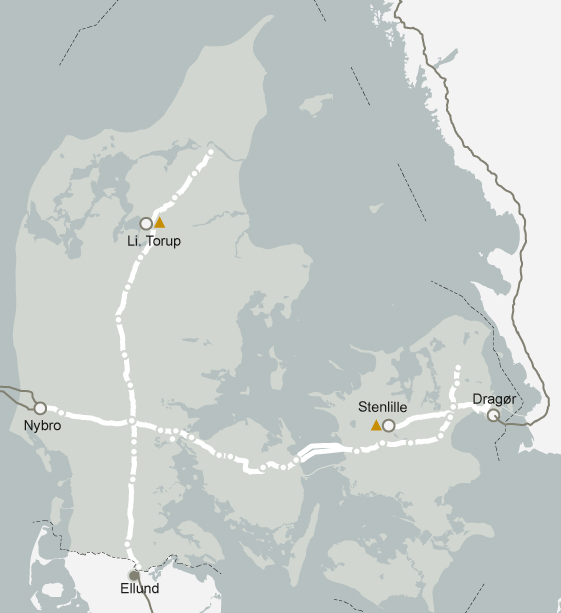 Li. Torup
Stenlille
Dragør
Nybro
Ellund